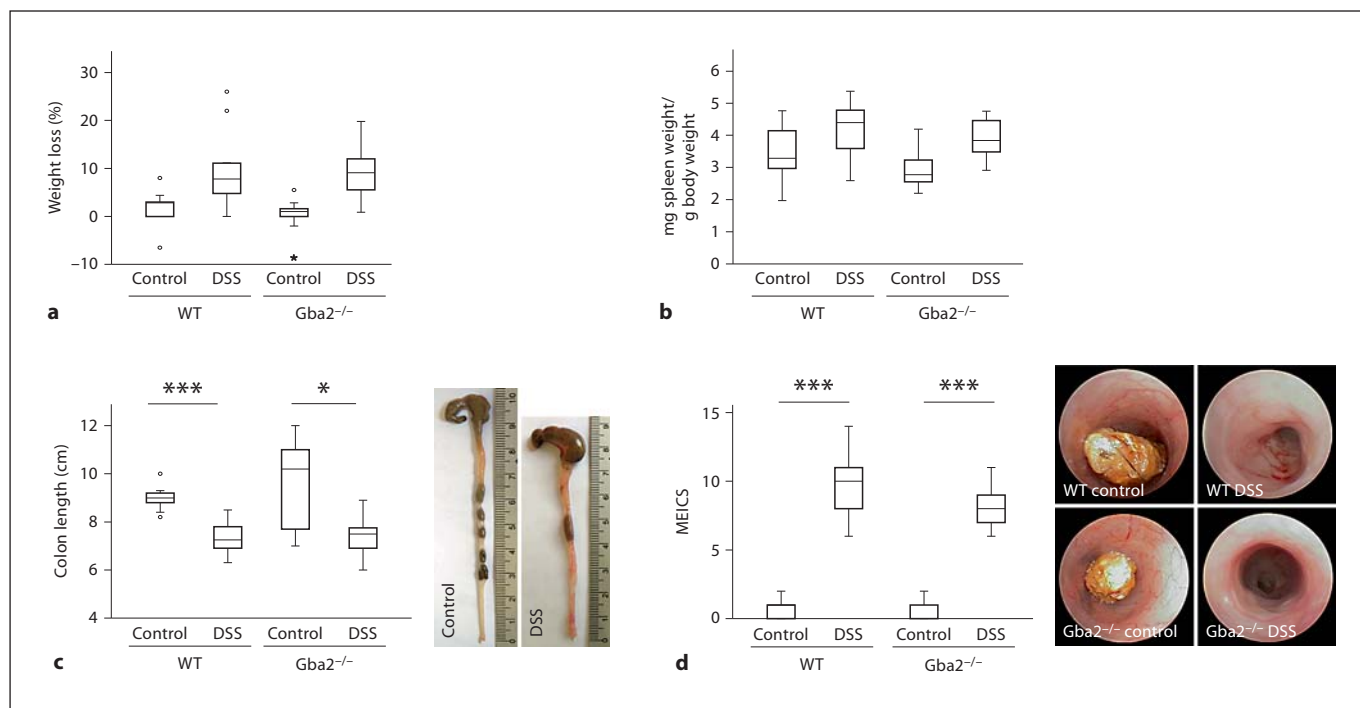 30
20
10
0
–10
Weight loss (%)
*
Control DSS Control DSS
WT Gba2⁻/⁻
a
6
5
4
3
2
1
0
mg spleen weight/
g body weight
Control DSS Control DSS
WT Gba2⁻/⁻
b
*** *
12
10
8
6
4
Colon length (cm)
Control DSS Control DSS
WT Gba2⁻/⁻
c
Control
DSS
*** ***
15
10
5
0
MEICS
Control DSS Control DSS
WT Gba2⁻/⁻
d
WT control
WT DSS
Gba2⁻/⁻ control
Gba2⁻/⁻ DSS